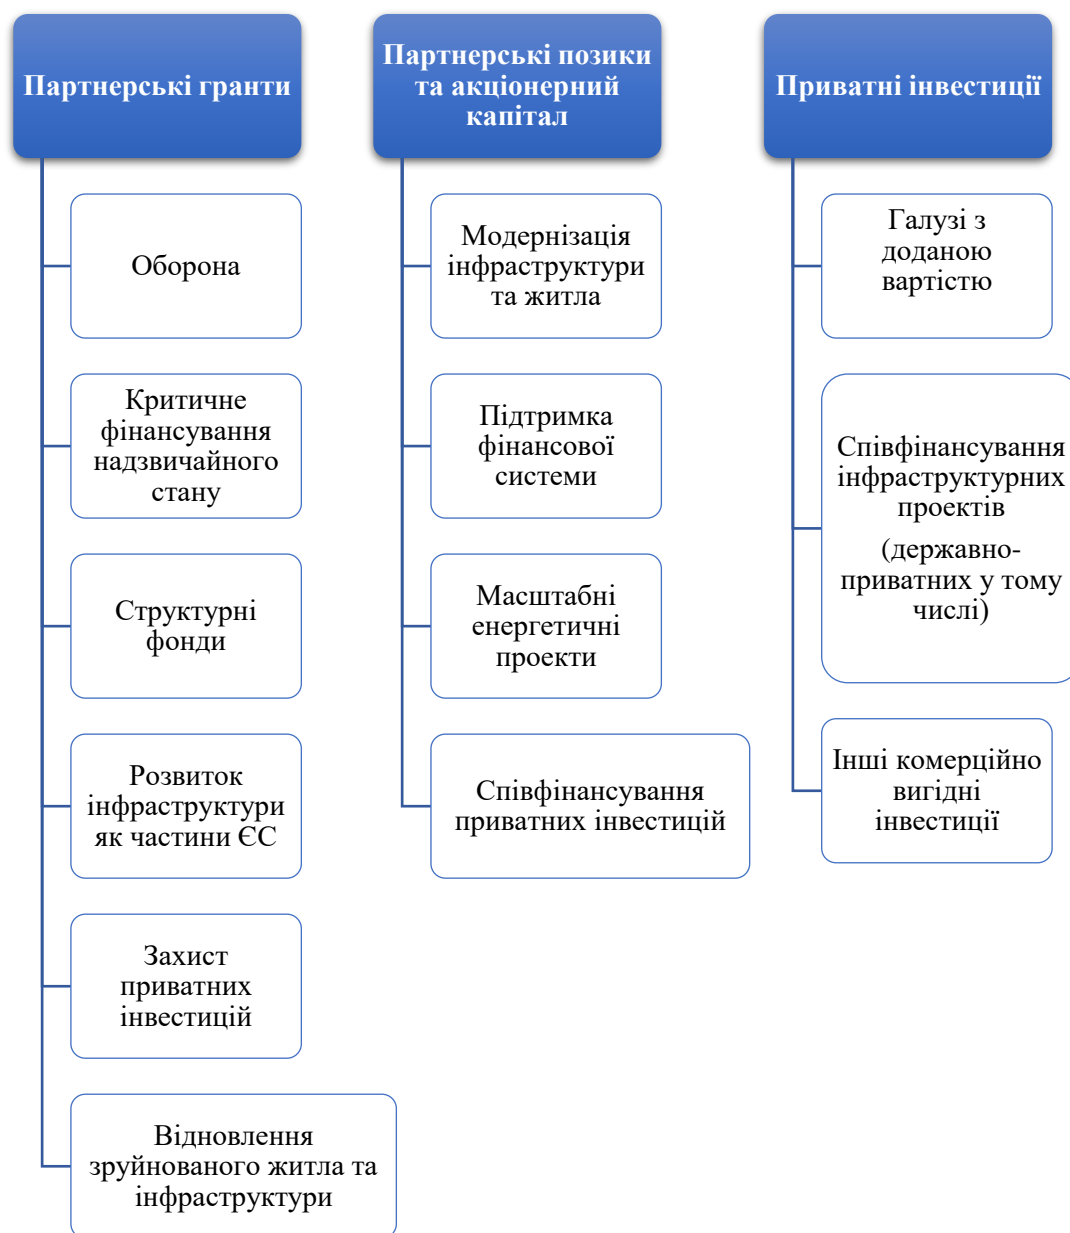 Партнерські гранти
Оборона
Критичне
фінансування
надзвичайного
стану
Структурні
фонди
Розвиток
інфраструктури
як частини ЄС
Захист
приватних
інвестицій
Відновлення
зруйнованого житла та
інфраструктури
Партнерські позики
та акціонерний
капітал
Модернізація
інфраструктури
та житла
Підтримка
фінансової
системи
Масштабні
енергетичні
проекти
Співфінансування
приватних інвестицій
Приватні інвестиції
Галузі з
доданою
вартістю
Співфінансування
інфраструктурних
проектів
(державно-
приватних у тому
числі)
Інші комерційно
вигідні
інвестиції